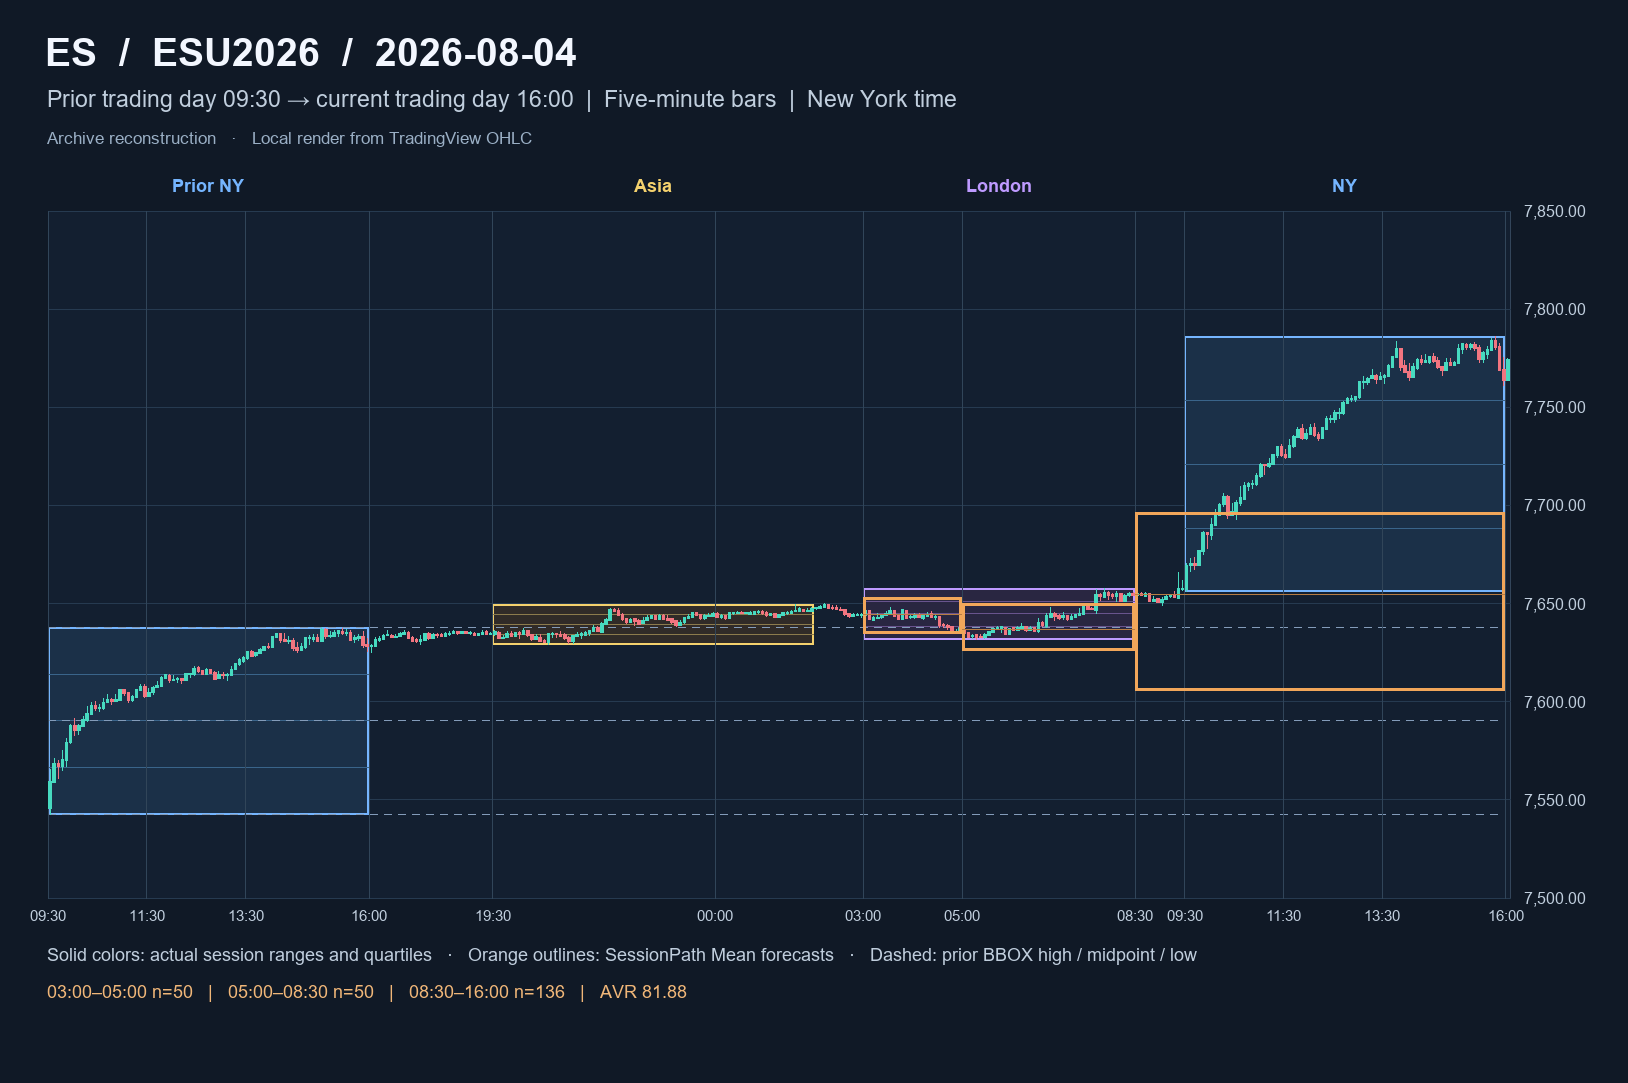 ES / ESU2026 / 2026-08-04
Prior trading day 09:30 → current trading day 16:00 | Five-minute bars | New York time
Archive reconstruction · Local render from TradingView OHLC
Prior NY Asia London NY
7,850.00
7,800.00
7,750.00
7,700.00
7,650.00
7,600.00
7,550.00
7,500.00
09:30 11:30 13:30 16:00 19:30 00:00 03:00 05:00 08:30 09:30 11:30 13:30 16:00
Solid colors: actual session ranges and quartiles · Orange outlines: SessionPath Mean forecasts · Dashed: prior BBOX high / midpoint / low
03:00–05:00 n=50 | 05:00–08:30 n=50 | 08:30–16:00 n=136 | AVR 81.88